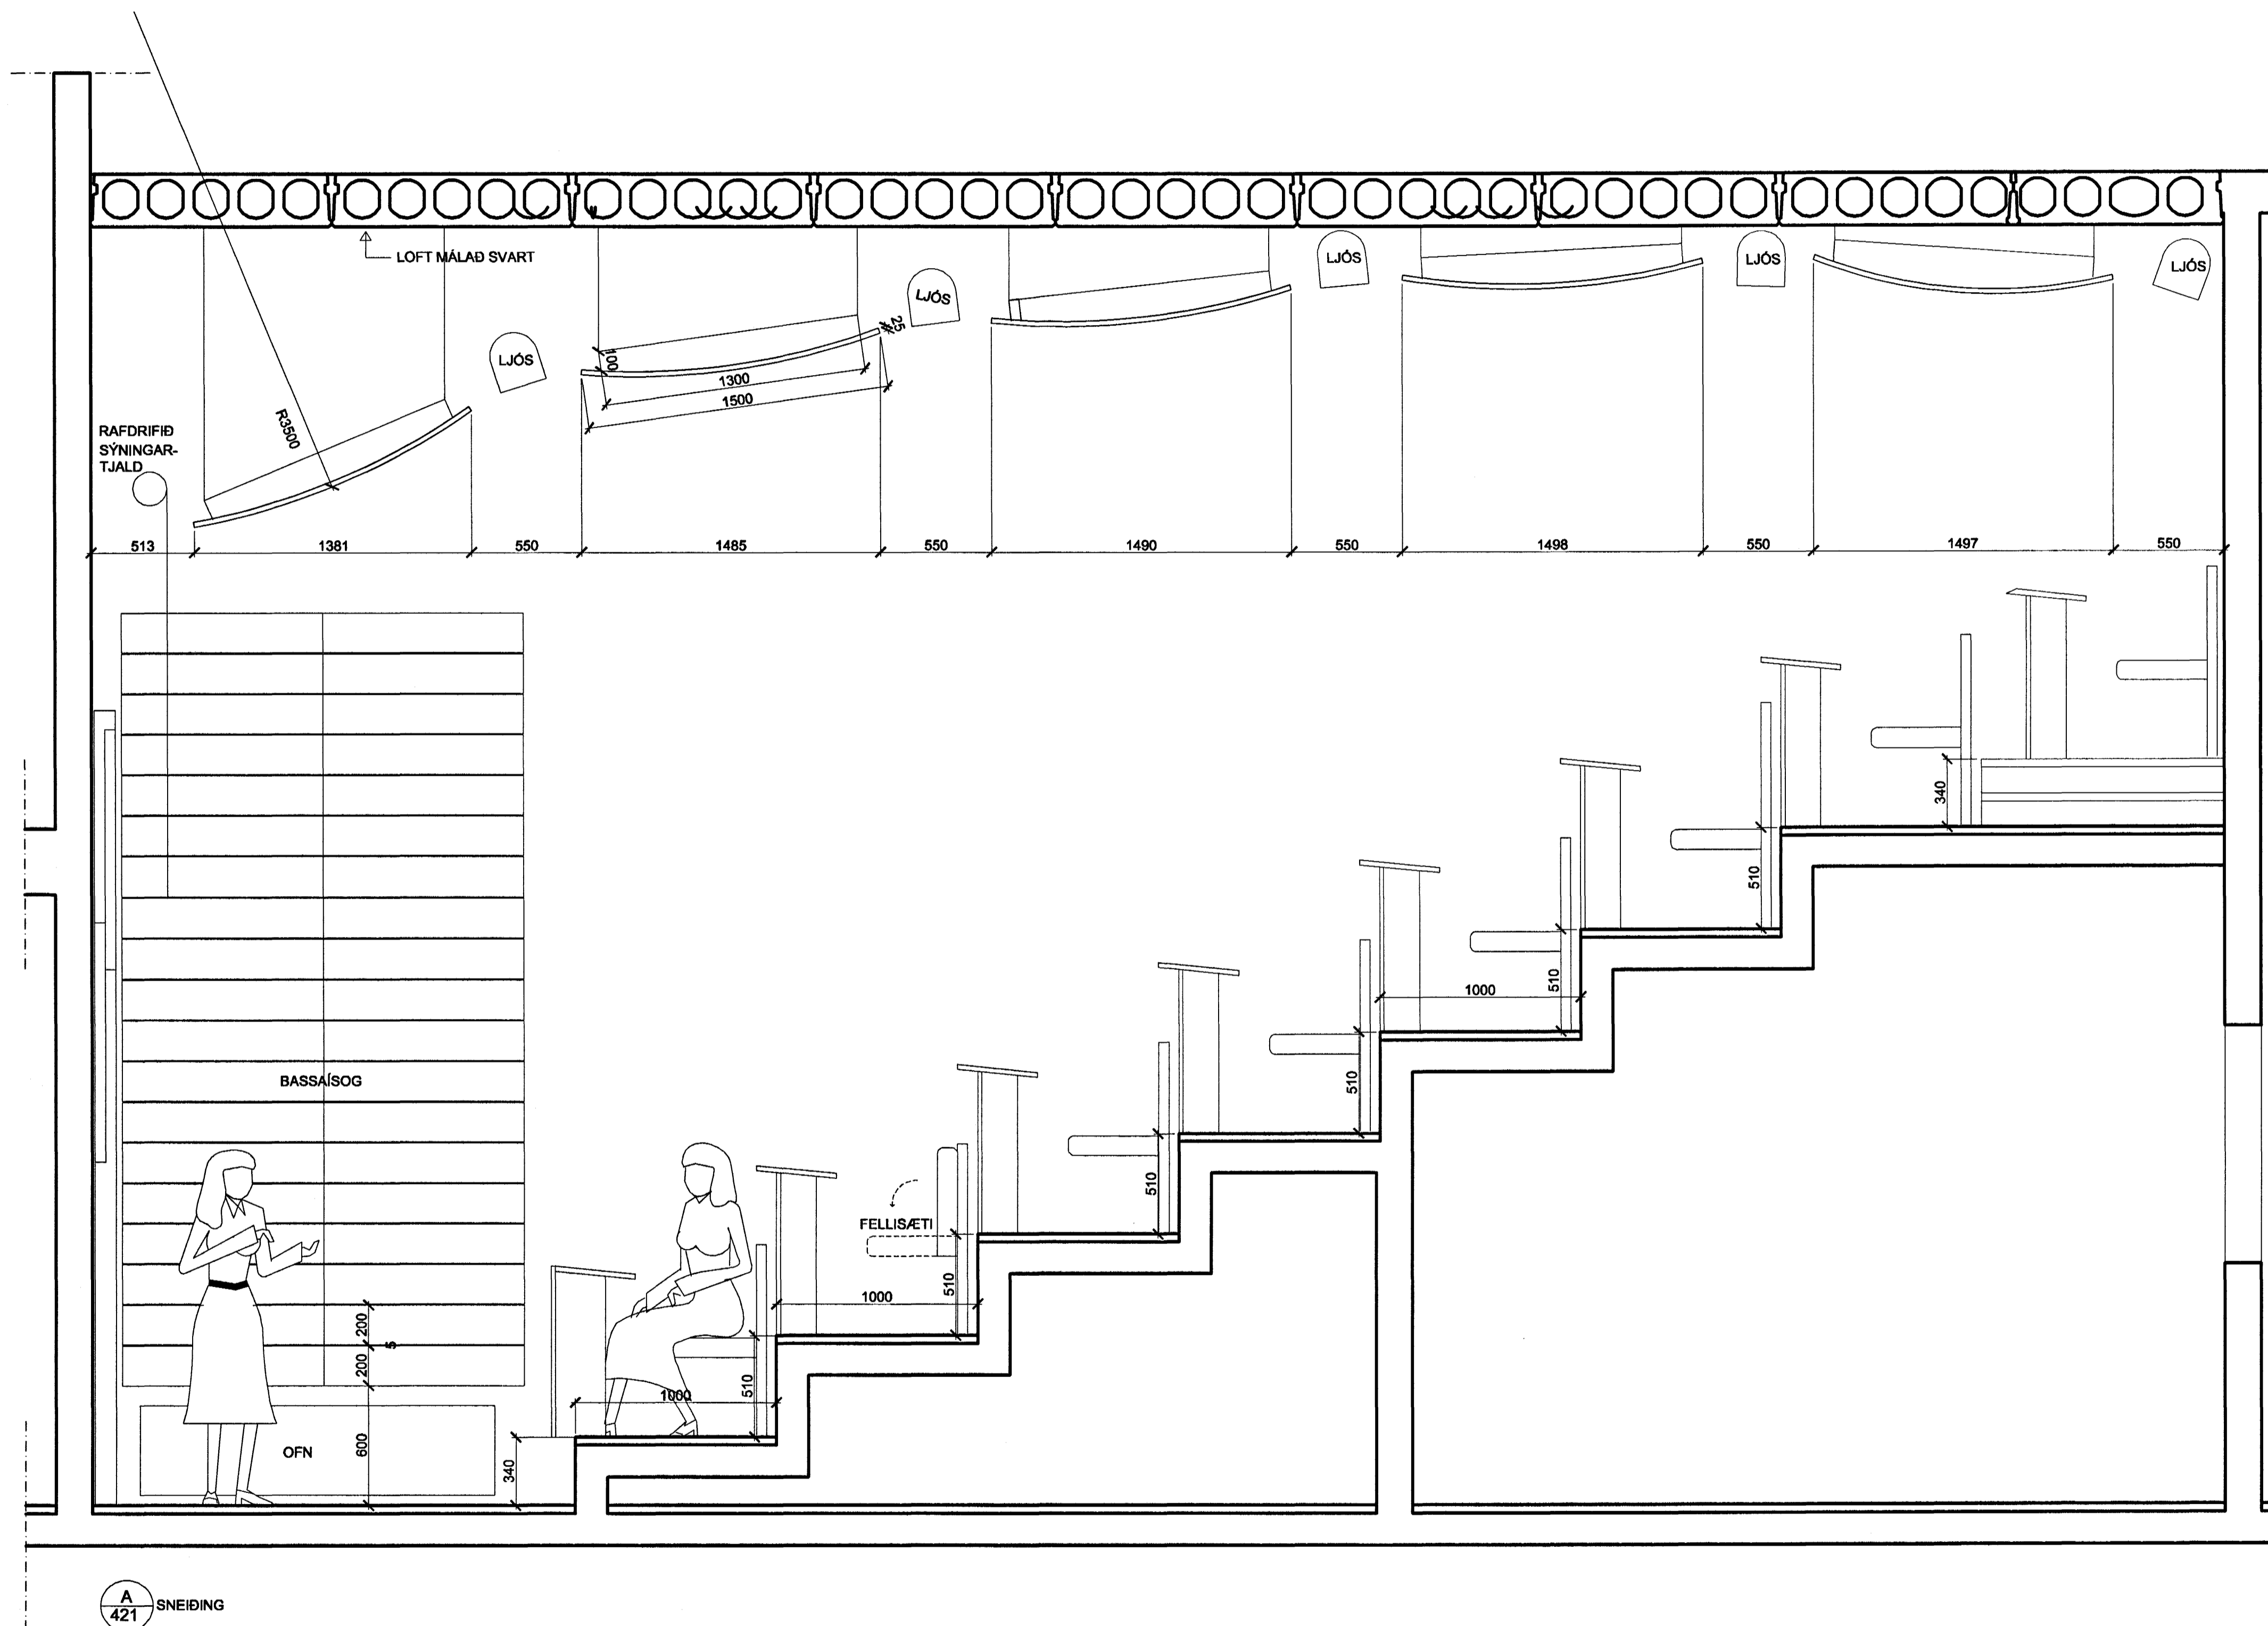 LOFT MÁLAÐ SVART
LJÓS
LJÓS
LJÓS
LJÓS
LJÓS
25
100
1300
1500
R3500
RAFDRIFIÐ
SÝNINGAR-
TJALD
513
1381
550
1485
550
1490
550
1498
550
1497
550
340
510
510
1000
510
510
FELLISÆTI
510
1000
510
1000
340
BASSAÍSOG
200
5
200
600
OFN
A
421
SNEIÐING